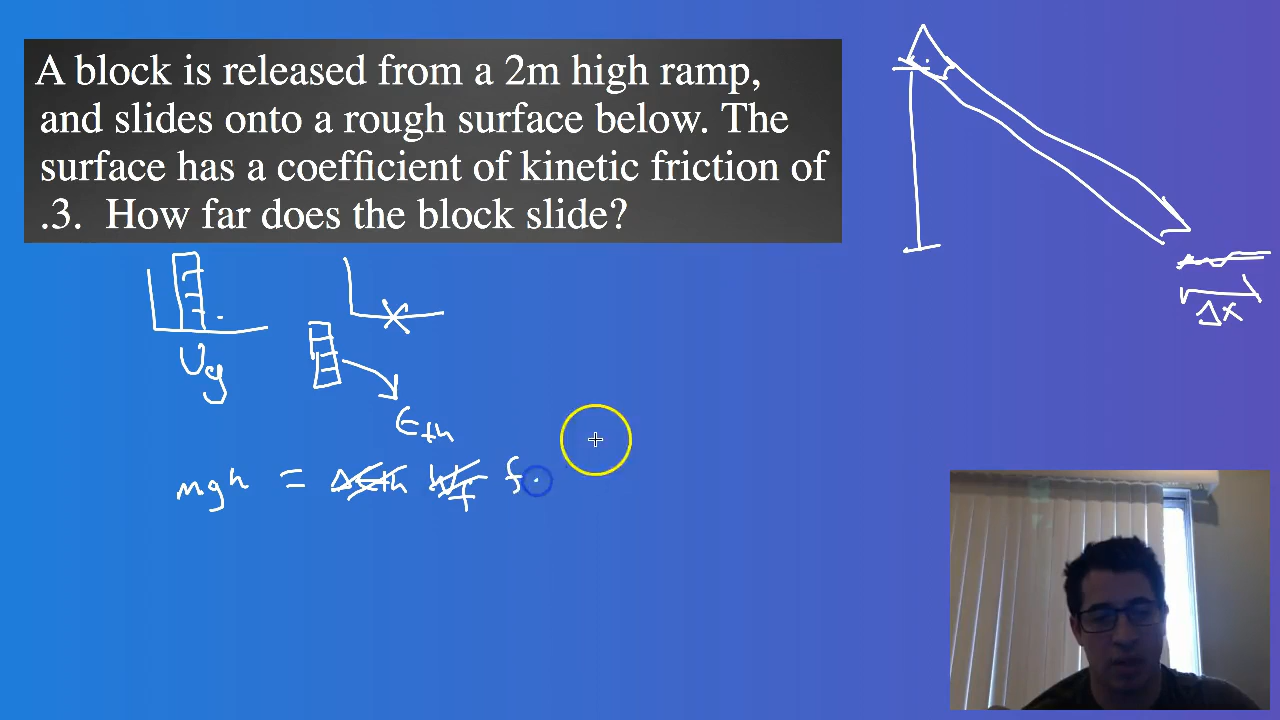 A block is released from a 2m high ramp,
and slides onto a rough surface below. The
surface has a coefficient of kinetic friction of
.3. How far does the block slide?
Δx
Ug
Eth
mgh = ΔEth Wf f.